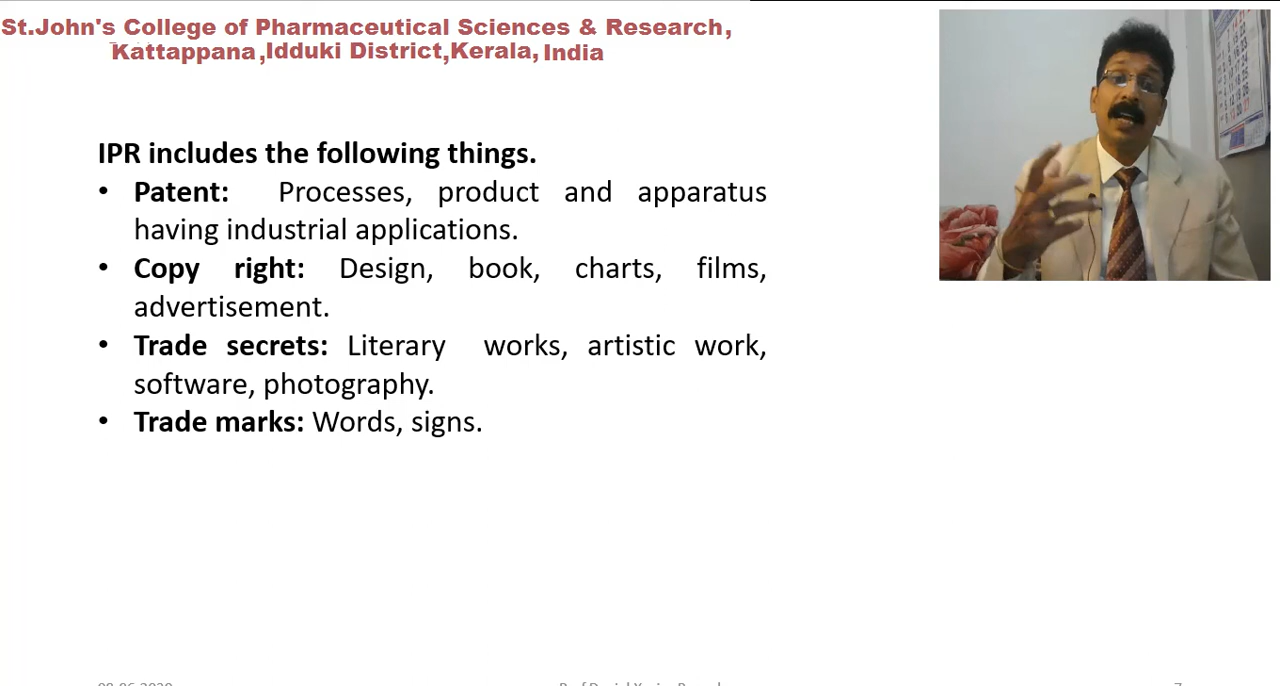 St.John's College of Pharmaceutical Sciences & Research,
Kattappana,Idduki District,Kerala, India
IPR includes the following things.
• Patent: Processes, product and apparatus
having industrial applications.
• Copy right: Design, book, charts, films,
advertisement.
• Trade secrets: Literary works, artistic work,
software, photography.
• Trade marks: Words, signs.